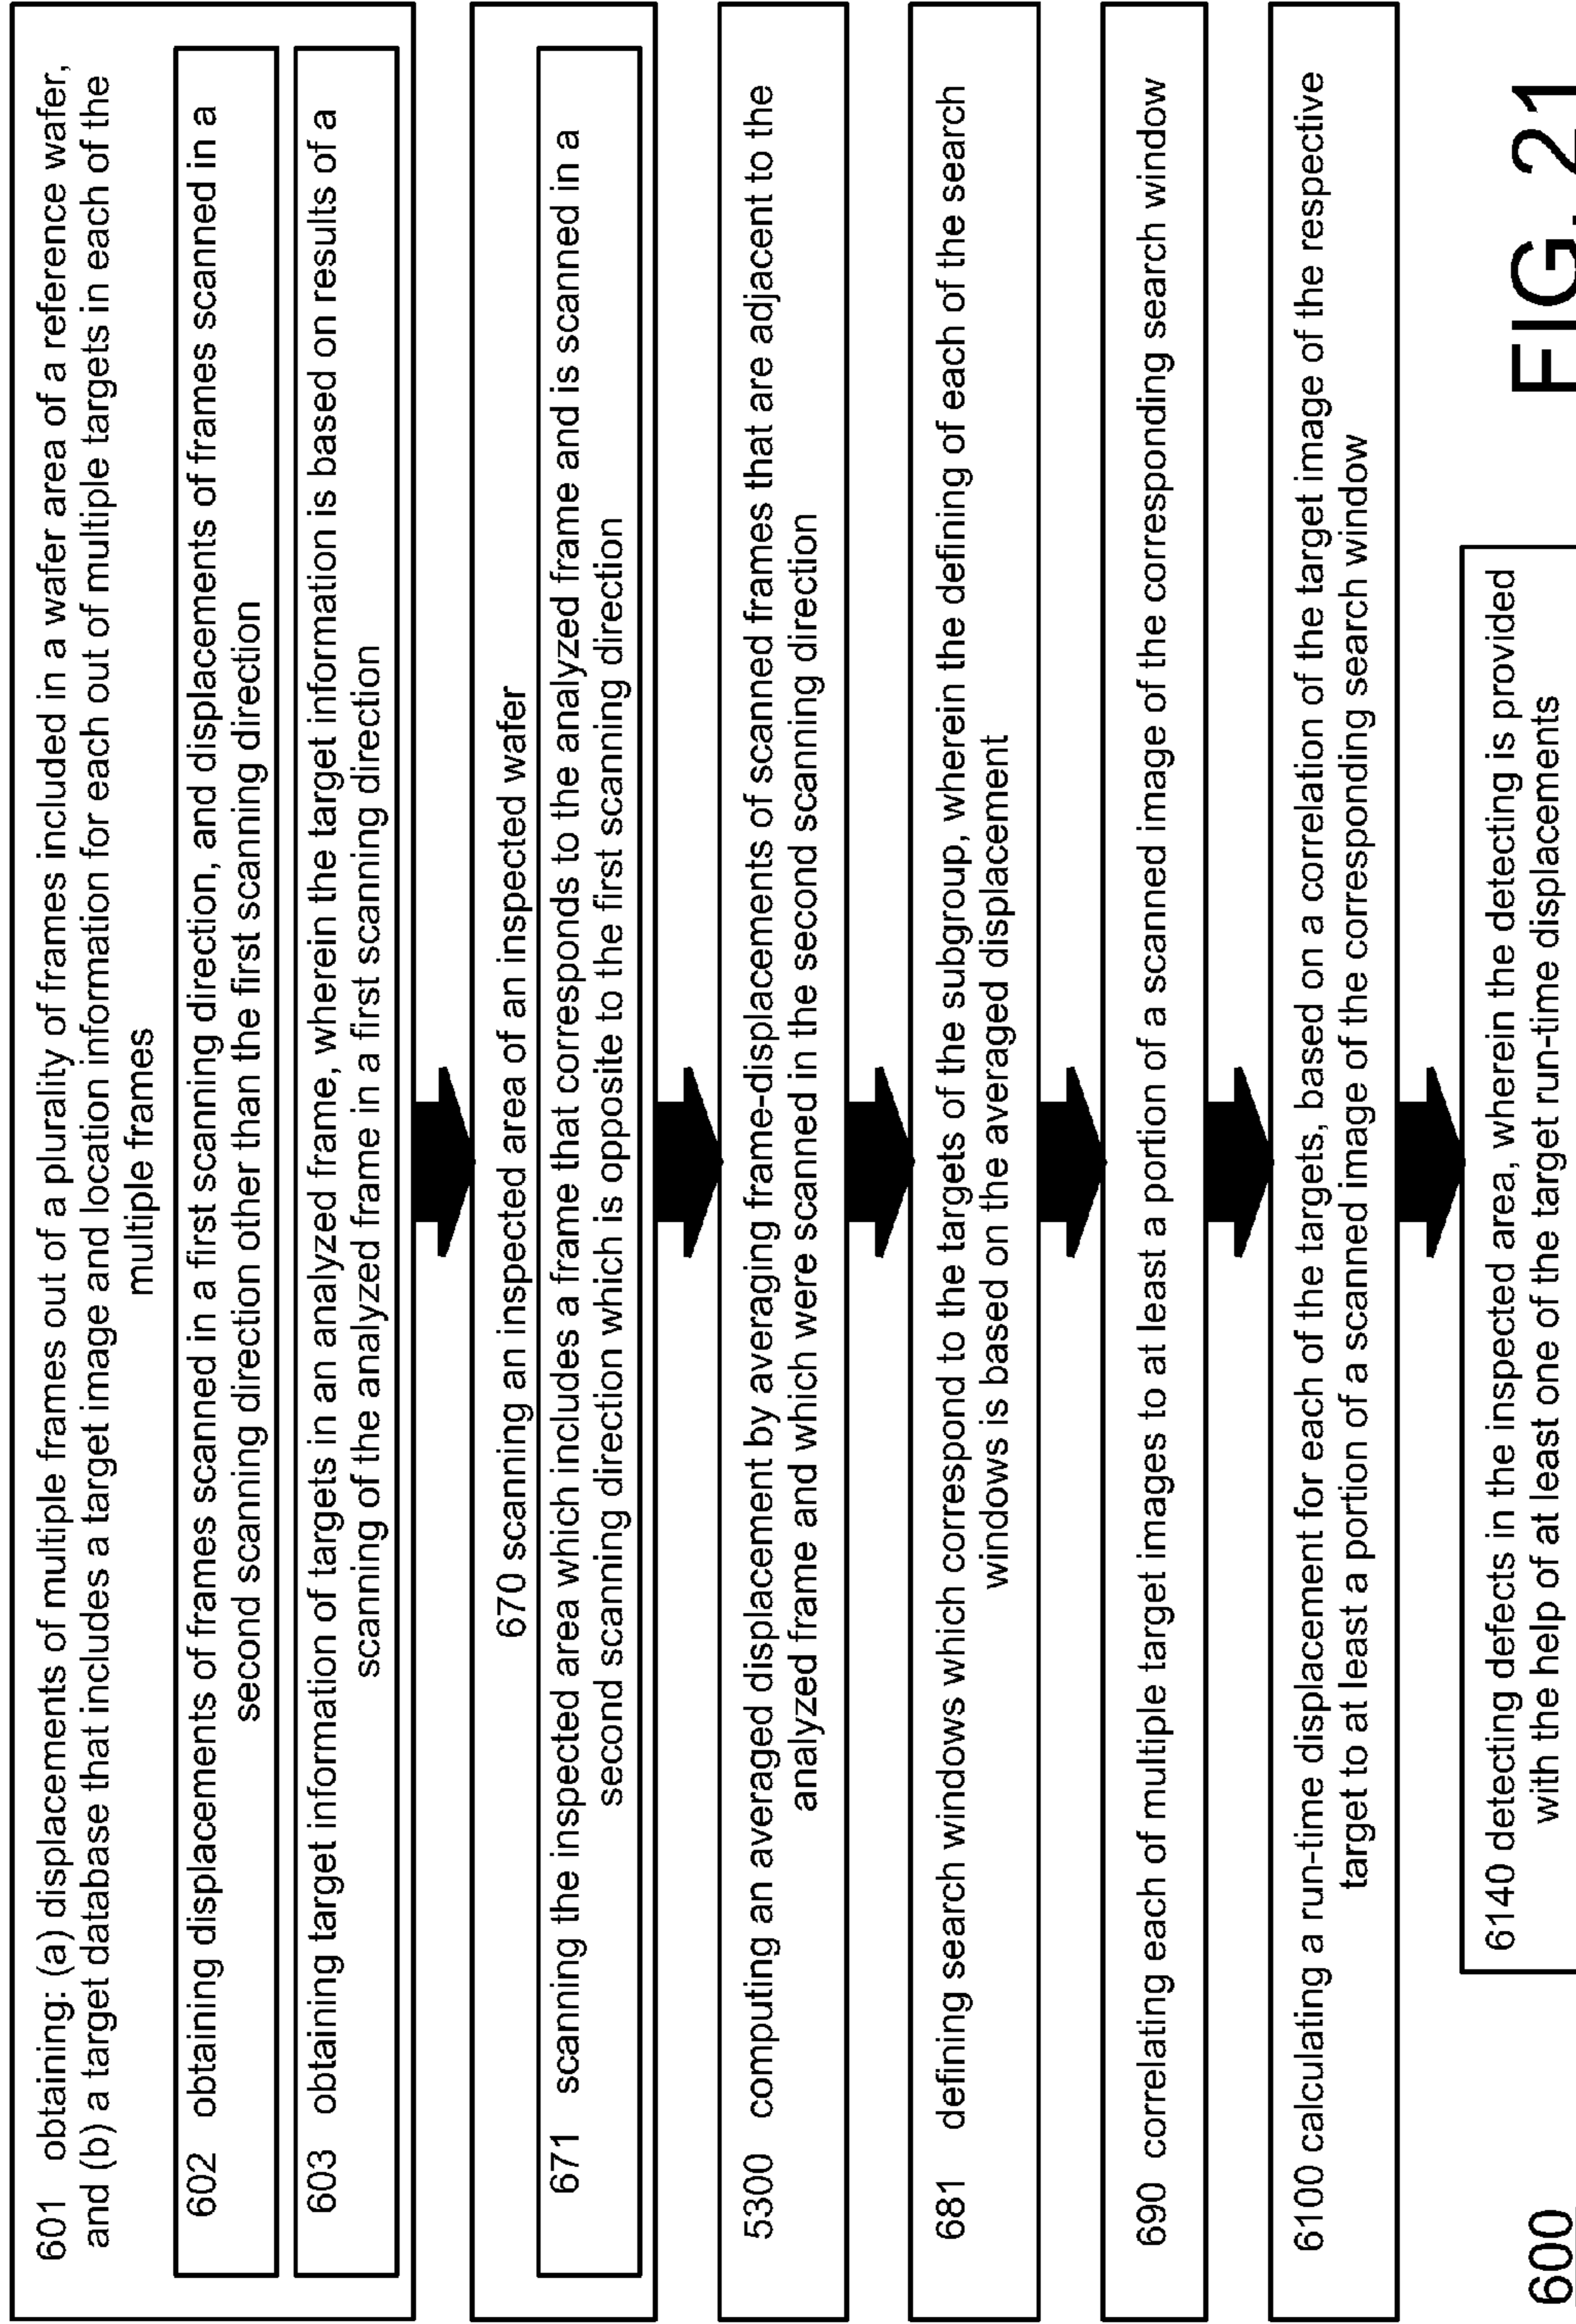 601 obtaining: (a) displacements of multiple frames out of a plurality of frames included in a wafer area of a reference wafer,
and (b) a target database that includes a target image and location information for each out of multiple targets in each of the
multiple frames
602 obtaining displacements of frames scanned in a first scanning direction, and displacements of frames scanned in a
second scanning direction other than the first scanning direction
603 obtaining target information of targets in an analyzed frame, wherein the target information is based on results of a
scanning of the analyzed frame in a first scanning direction
670 scanning an inspected area of an inspected wafer
671 scanning the inspected area which includes a frame that corresponds to the analyzed frame and is scanned in a
second scanning direction which is opposite to the first scanning direction
5300 computing an averaged displacement by averaging frame-displacements of scanned frames that are adjacent to the
analyzed frame and which were scanned in the second scanning direction
681 defining search windows which correspond to the targets of the subgroup, wherein the defining of each of the search
windows is based on the averaged displacement
690 correlating each of multiple target images to at least a portion of a scanned image of the corresponding search window
6100 calculating a run-time displacement for each of the targets, based on a correlation of the target image of the respective
target to at least a portion of a scanned image of the corresponding search window
6140 detecting defects in the inspected area, wherein the detecting is provided
with the help of at least one of the target run-time displacements
600
FIG. 21